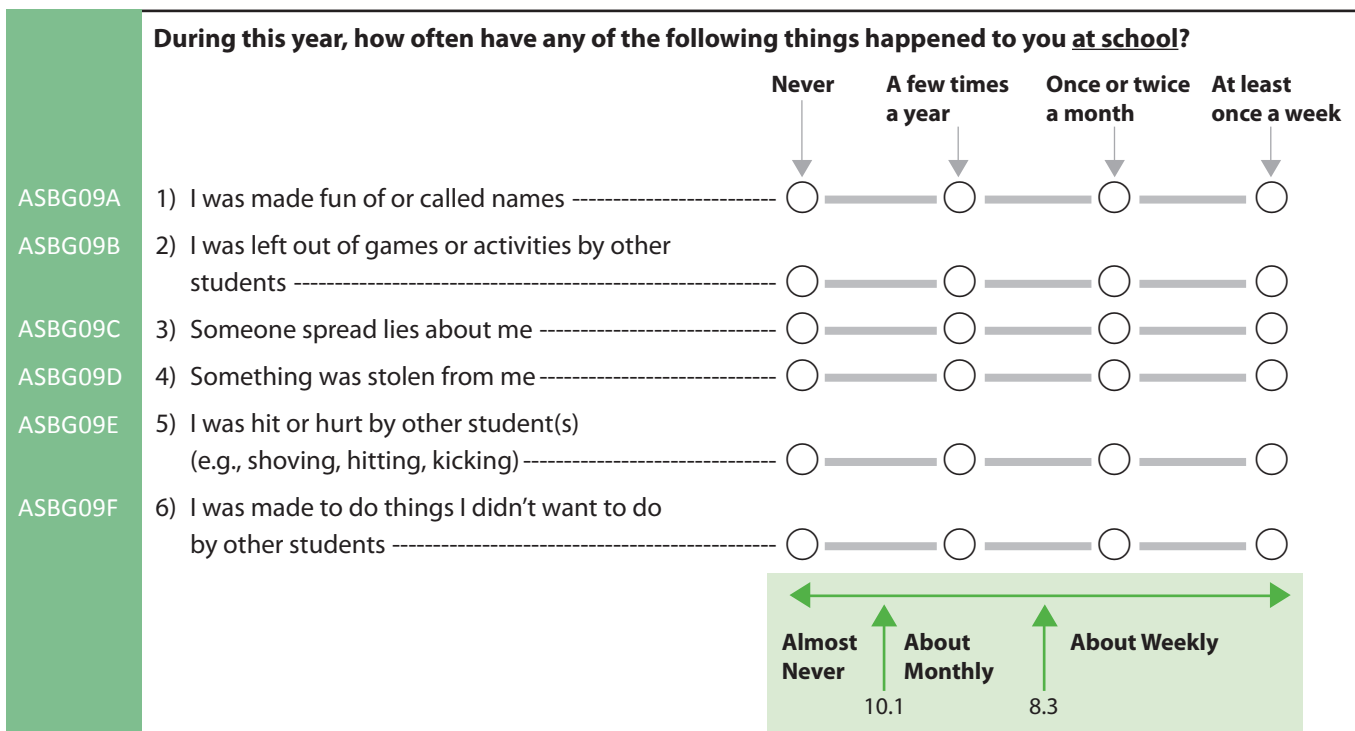 During this year, how often have any of the following things happened to you at school?
Never A few times Once or twice At least
a year a month once a week
ASBG09A 1) I was made fun of or called names
ASBG09B 2) I was left out of games or activities by other
students
ASBG09C 3) Someone spread lies about me
ASBG09D 4) Something was stolen from me
ASBG09E 5) I was hit or hurt by other student(s)
(e.g., shoving, hitting, kicking)
ASBG09F 6) I was made to do things I didn't want to do
by other students
Almost About About Weekly
Never Monthly
10.1 8.3